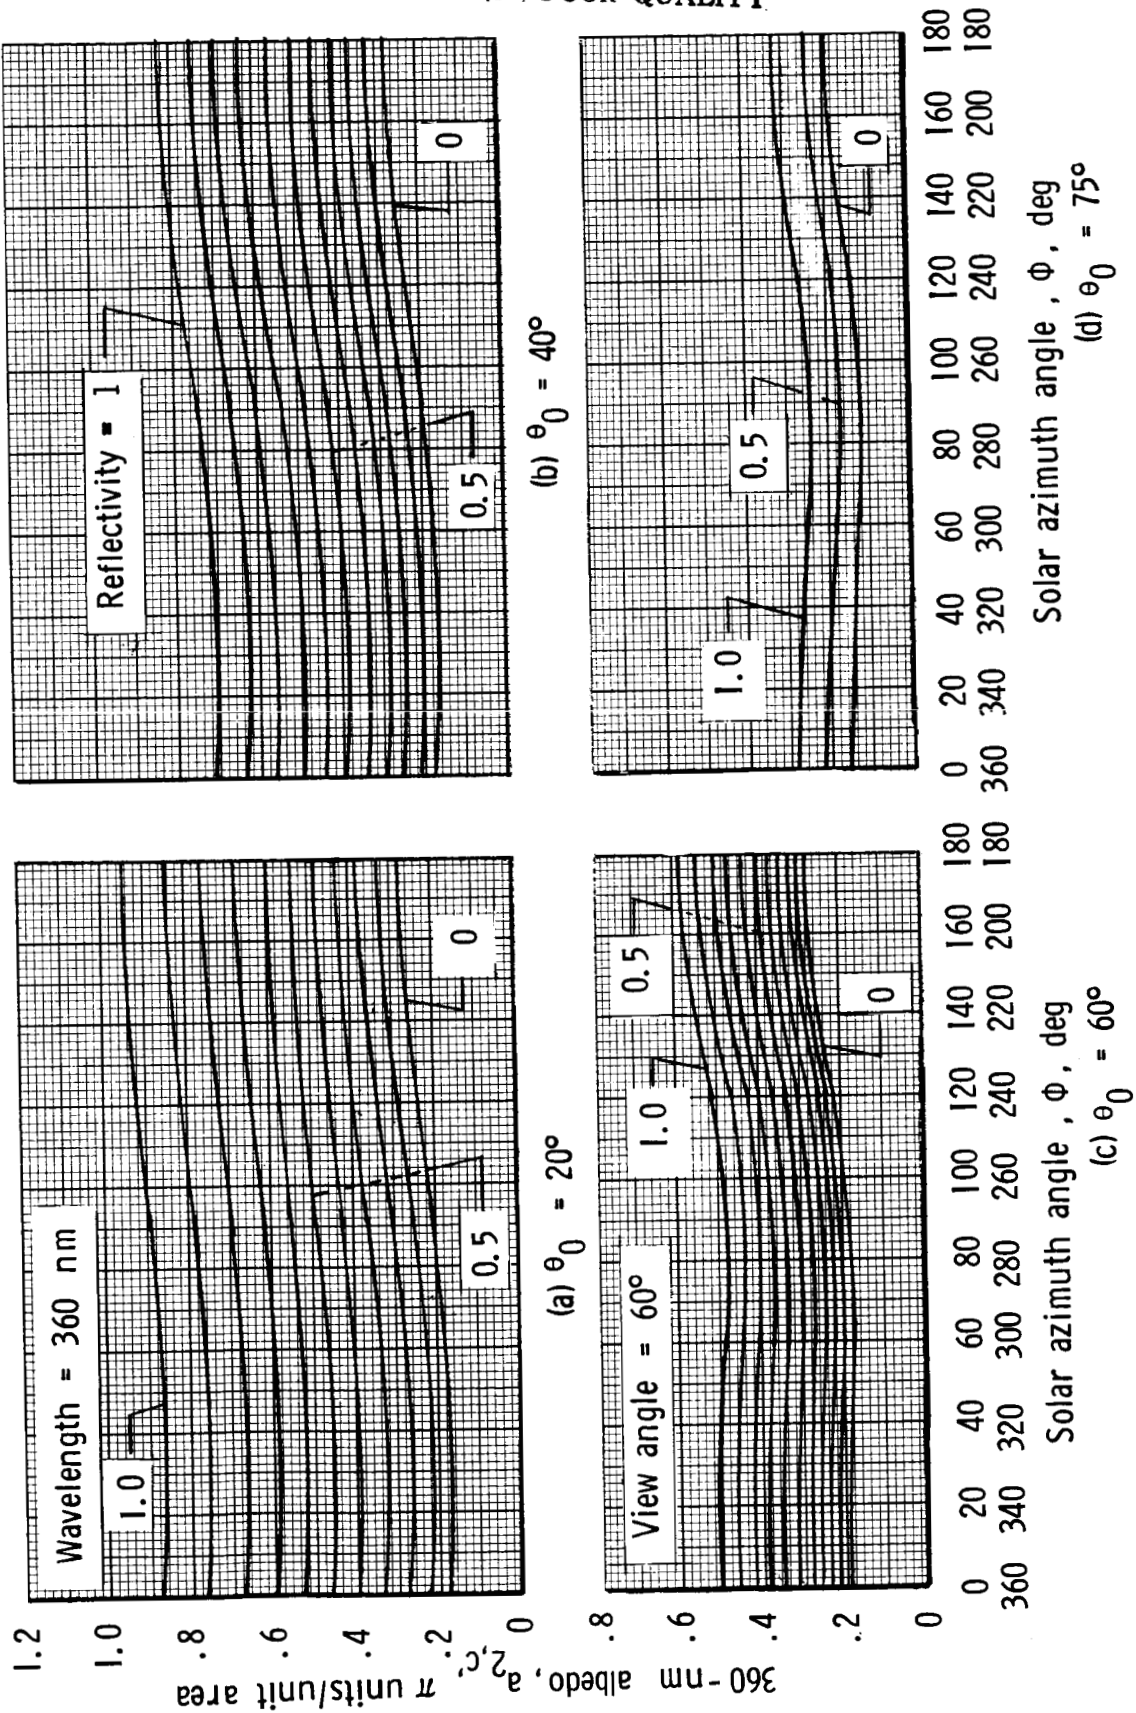 QUALITY
1.2
1.0
.8
.6
.4
.2
0
360-nm albedo, a2,c' π units/unit area
Wavelength = 360 nm
1.0
0.5
0
(a) θ0 = 20°
Reflectivity = 1
0.5
0
(b) θ0 = 40°
.8
.6
.4
.2
0
View angle = 60°
1.0
0.5
0
0 20 40 60 80 100 120 140 160 180
360 340 320 300 280 260 240 220 200 180
Solar azimuth angle, Φ, deg
(c) θ0 = 60°
1.0
0.5
0
0 20 40 60 80 100 120 140 160 180
360 340 320 300 280 260 240 220 200 180
Solar azimuth angle, Φ, deg
(d) θ0 = 75°